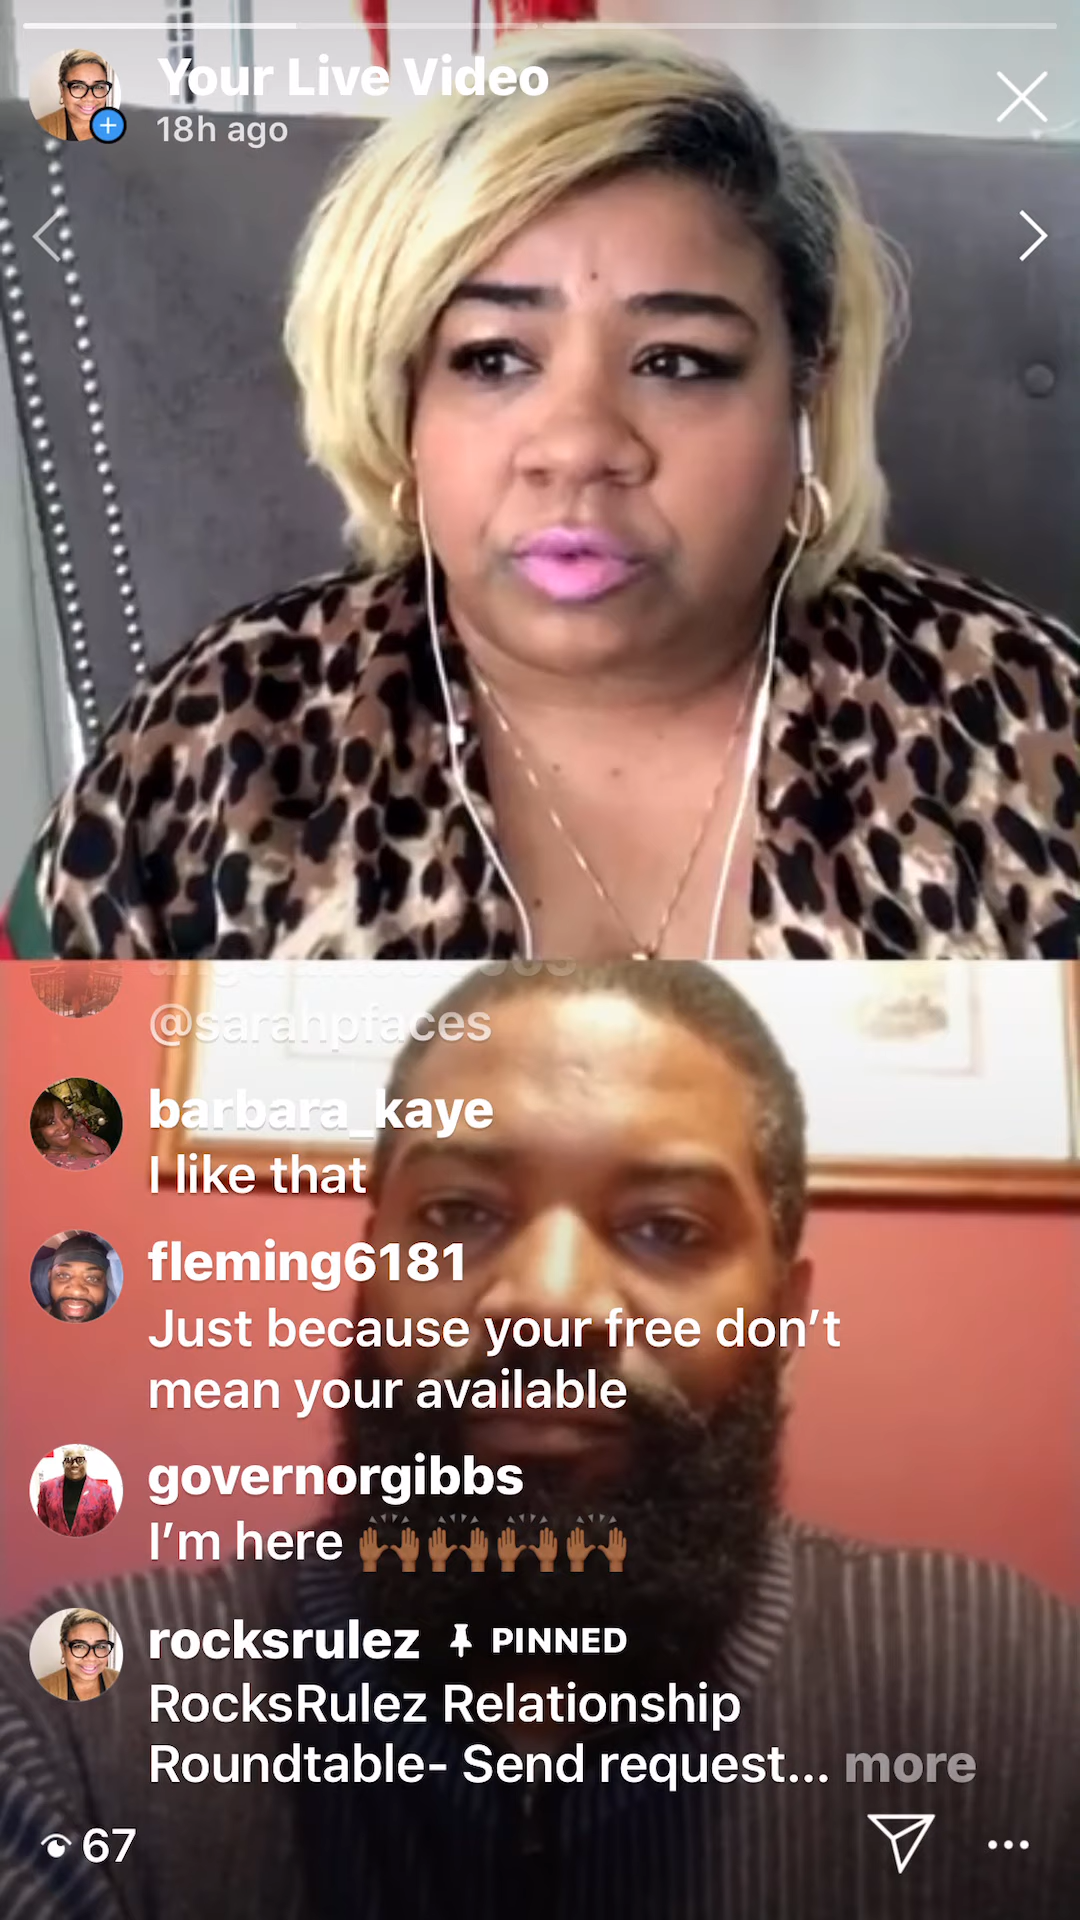 Your Live Video
18h ago
@sarahpfaces
barbara_kaye
I like that
fleming6181
Just because your free don’t
mean your available
governorgibbs
I’m here 🙌🏾🙌🏾🙌🏾🙌🏾
rocksrulez PINNED
RocksRulez Relationship
Roundtable- Send request... more
67